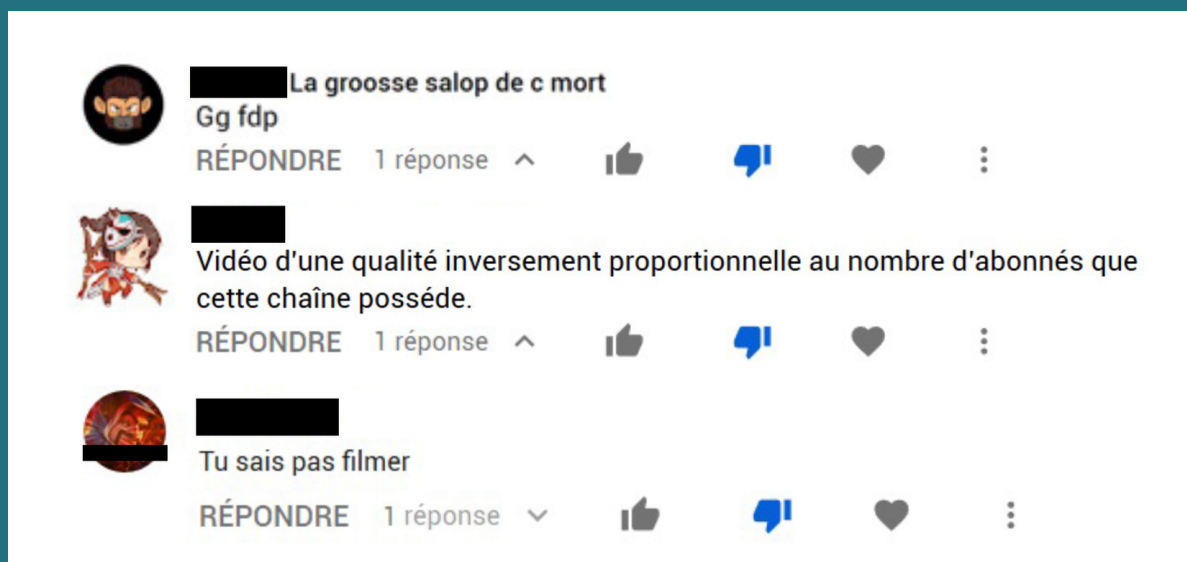 La groosse salop de c mort
Gg fdp
RÉPONDRE 1 réponse
Vidéo d'une qualité inversement proportionnelle au nombre d'abonnés que
cette chaîne posséde.
RÉPONDRE 1 réponse
Tu sais pas filmer
RÉPONDRE 1 réponse